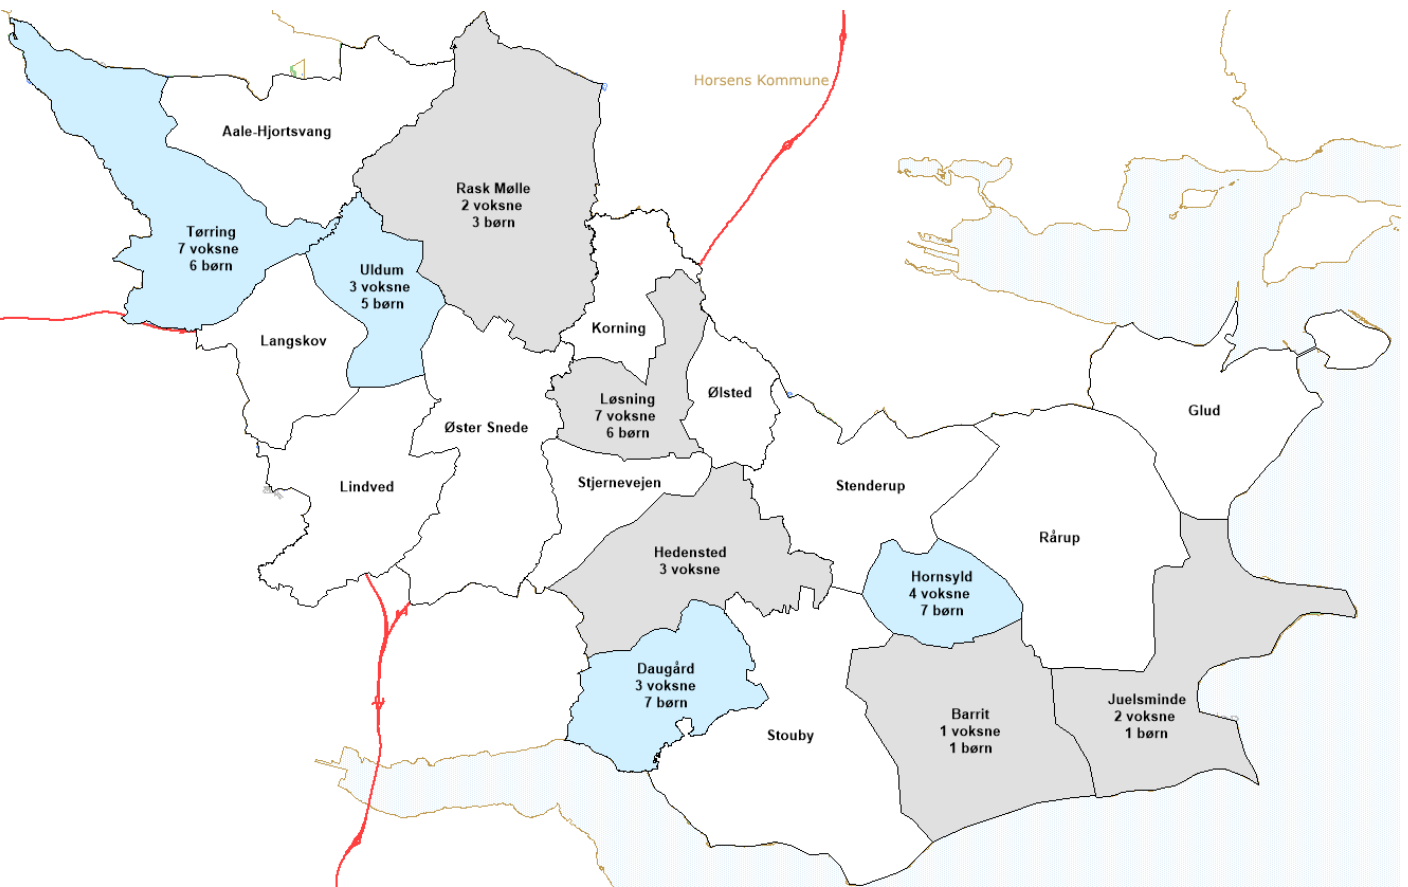 Horsens Kommune
Aale-Hjortsvang
Rask Mølle
2 voksne
3 børn
Tørring
7 voksne
6 børn
Uldum
3 voksne
5 børn
Langskov
Korning
Løsning
7 voksne
6 børn
Ølsted
Glud
Øster Snede
Lindved
Stjernevejen
Stenderup
Rårup
Hedensted
3 voksne
Hornsyld
4 voksne
7 børn
Daugård
3 voksne
7 børn
Stouby
Barrit
1 voksne
1 børn
Juelsminde
2 voksne
1 børn